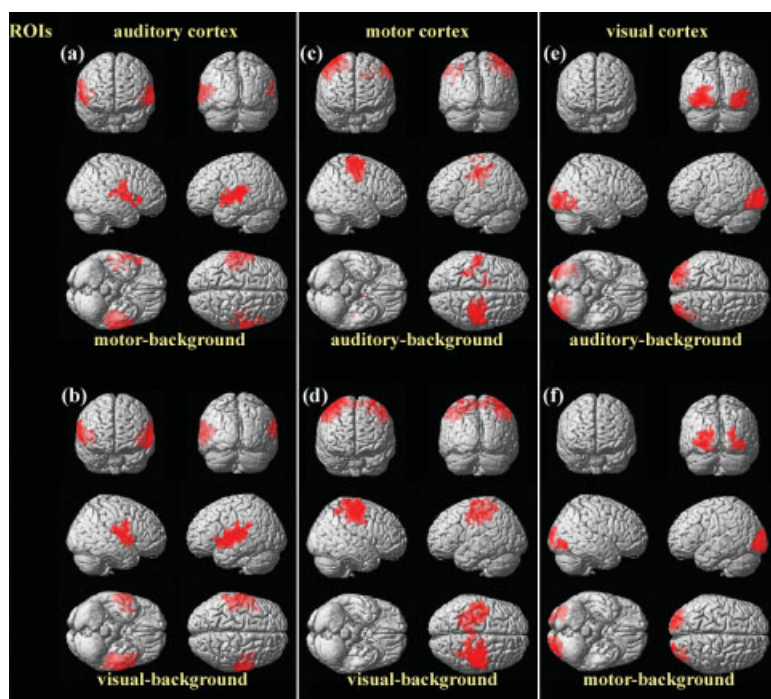 ROIs auditory cortex motor cortex visual cortex
(a) (c) (e)
motor-background auditory-background auditory-background
(b) (d) (f)
visual-background visual-background motor-background